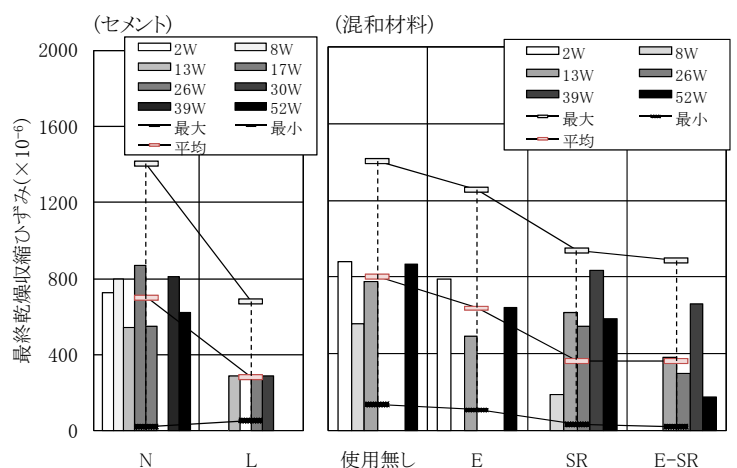 (セメント)
(混和材料)
最終乾燥収縮ひずみ(×10⁻⁶)
2000
1600
1200
800
400
0
2W 8W
13W 17W
26W 30W
39W 52W
最大 最小
平均
2W 8W
13W 26W
39W 52W
最大 最小
平均
N L 使用無し E SR E-SR